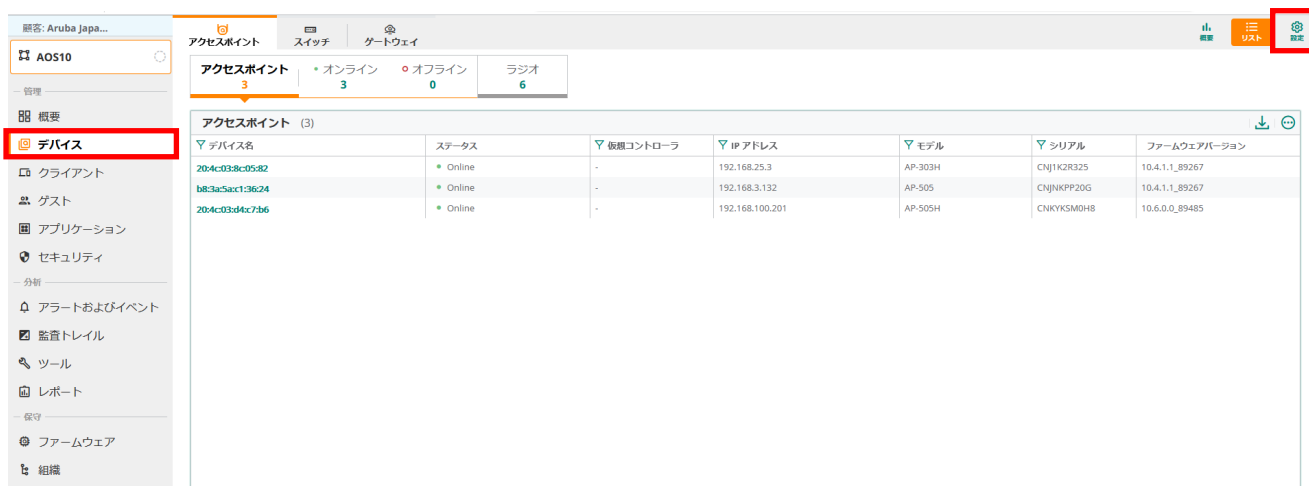 顧客: Aruba Japa...
AOS10
管理
概要
デバイス
クライアント
ゲスト
アプリケーション
セキュリティ
分析
アラートおよびイベント
監査トレイル
ツール
レポート
保守
ファームウェア
組織
アクセスポイント スイッチ ゲートウェイ
概要 リスト 設定
アクセスポイント オンライン オフライン ラジオ
3 3 0 6
アクセスポイント (3)
デバイス名 ステータス 仮想コントローラ IP アドレス モデル シリアル ファームウェアバージョン
20:4c:03:8c:05:82 Online - 192.168.25.3 AP-303H CNJ1K2R325 10.4.1.1_89267
b8:3a:5a:c1:36:24 Online - 192.168.3.132 AP-505 CNJNKPP20G 10.4.1.1_89267
20:4c:03:d4:c7:b6 Online - 192.168.100.201 AP-505H CNKYKSM0H8 10.6.0.0_89485